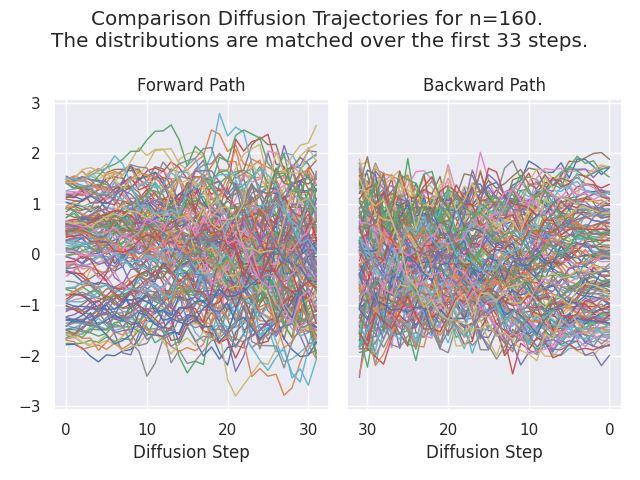 Comparison Diffusion Trajectories for n=160.
The distributions are matched over the first 33 steps.
Forward Path
Backward Path
3
2
1
0
−1
−2
−3
0 10 20 30
30 20 10 0
Diffusion Step
Diffusion Step